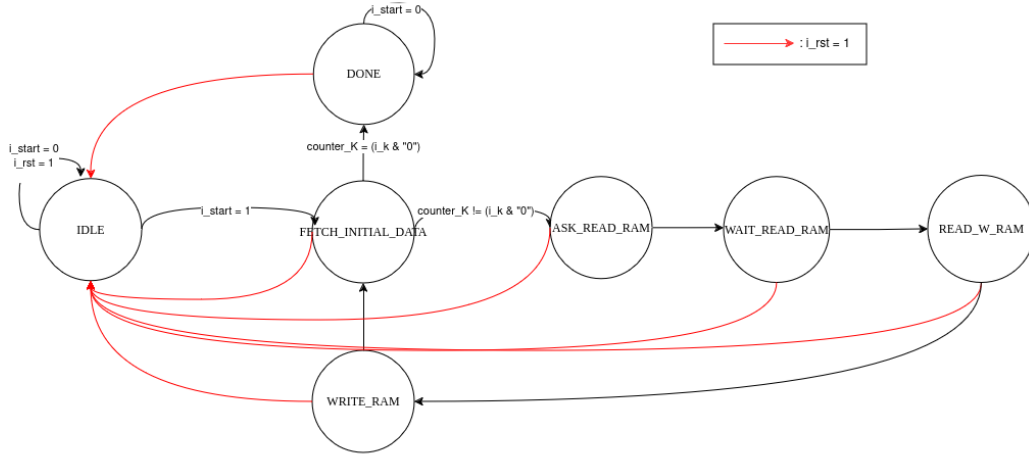 i_start = 0
: i_rst = 1
DONE
counter_K = (i_k & "0")
i_start = 0
i_rst = 1
i_start = 1
counter_K != (i_k & "0")
IDLE
FETCH_INITIAL_DATA
ASK_READ_RAM
WAIT_READ_RAM
READ_W_RAM
WRITE_RAM